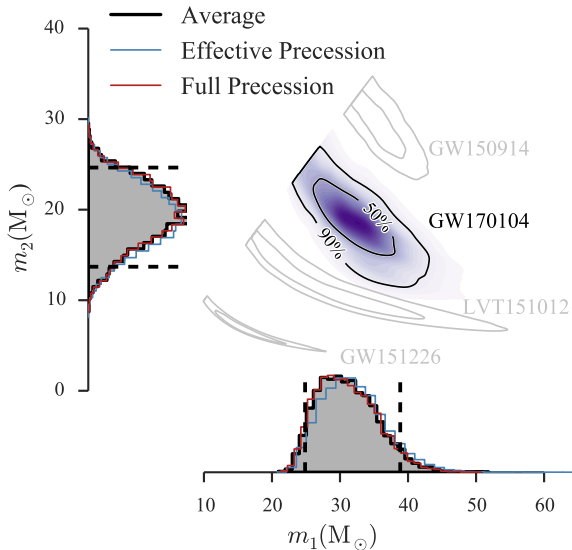 Average
Effective Precession
Full Precession
40
30
20
10
0
m₂(M⊙)
GW150914
GW170104
50%
90%
LVT151012
GW151226
10
20
30
40
50
60
m₁(M⊙)